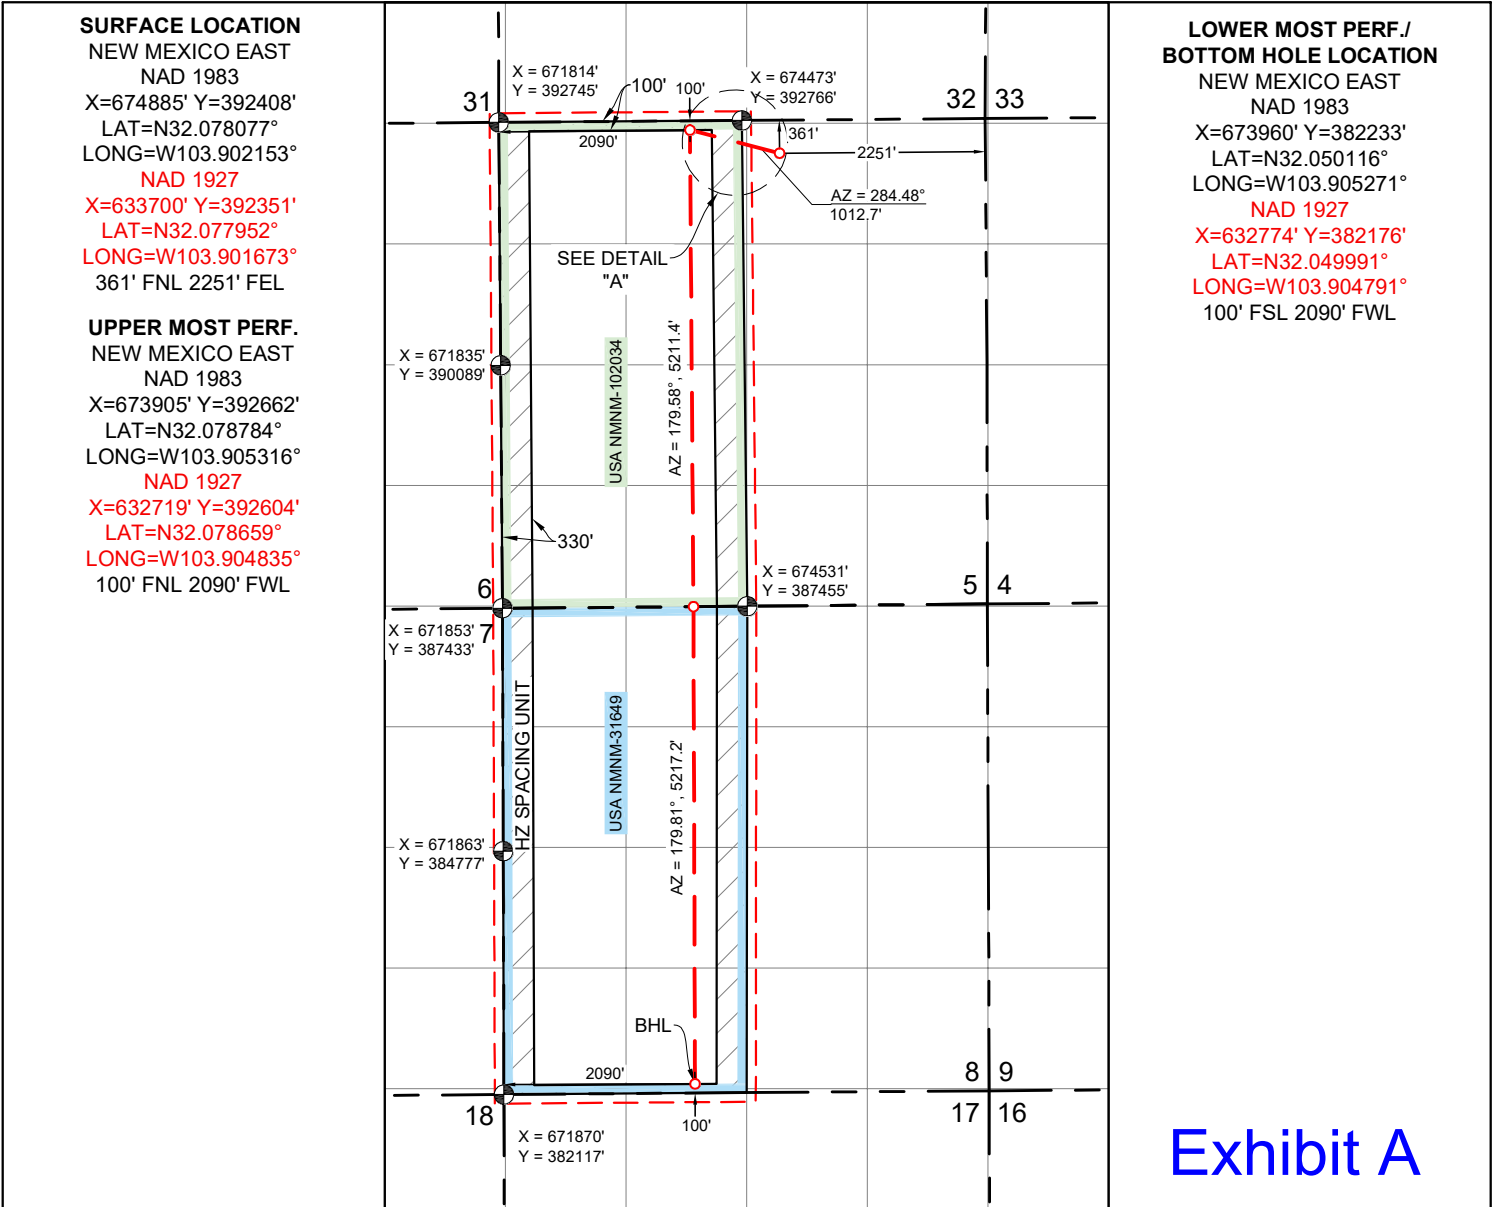 SURFACE LOCATION
NEW MEXICO EAST
NAD 1983
X=674885' Y=392408'
LAT=N32.078077°
LONG=W103.902153°
NAD 1927
X=633700' Y=392351'
LAT=N32.077952°
LONG=W103.901673°
361' FNL 2251' FEL
UPPER MOST PERF.
NEW MEXICO EAST
NAD 1983
X=673905' Y=392662'
LAT=N32.078784°
LONG=W103.905316°
NAD 1927
X=632719' Y=392604'
LAT=N32.078659°
LONG=W103.904835°
100' FNL 2090' FWL
X = 671814'
Y = 392745'
100'
100'
X = 674473'
Y = 392766'
31
32 33
2090'
361'
2251'
AZ = 284.48°
1012.7'
SEE DETAIL
"A"
X = 671835'
Y = 390089'
USA NMNM-102034
AZ = 179.58°, 5211.4'
330'
X = 674531'
Y = 387455'
6
5 4
X = 671853'
Y = 387433'
7
HZ SPACING UNIT
USA NMNM-31649
AZ = 179.81°, 5217.2'
X = 671863'
Y = 384777'
BHL
2090'
8 9
18
17 16
100'
X = 671870'
Y = 382117'
LOWER MOST PERF./
BOTTOM HOLE LOCATION
NEW MEXICO EAST
NAD 1983
X=673960' Y=382233'
LAT=N32.050116°
LONG=W103.905271°
NAD 1927
X=632774' Y=382176'
LAT=N32.049991°
LONG=W103.904791°
100' FSL 2090' FWL
Exhibit A